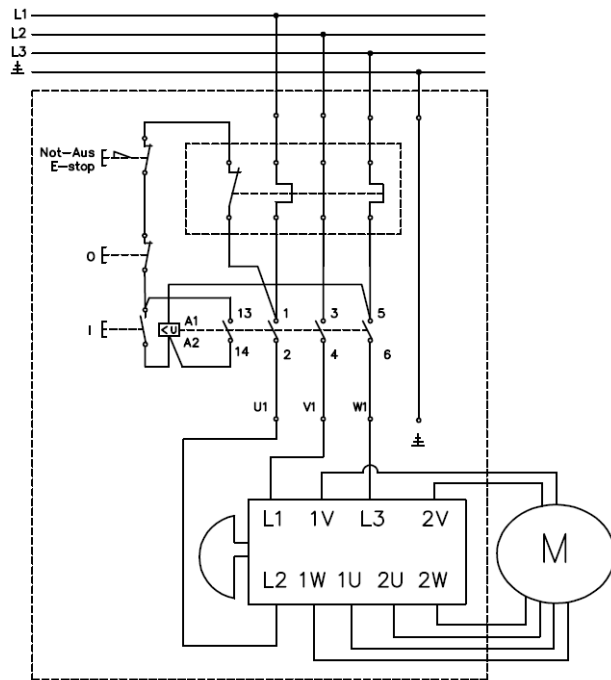 L1
L2
L3
Not-Aus
E-stop
O
I
<U
A1
A2
13
14
1
2
3
4
5
6
U1
V1
W1
L1 1V L3 2V
L2 1W 1U 2U 2W
M